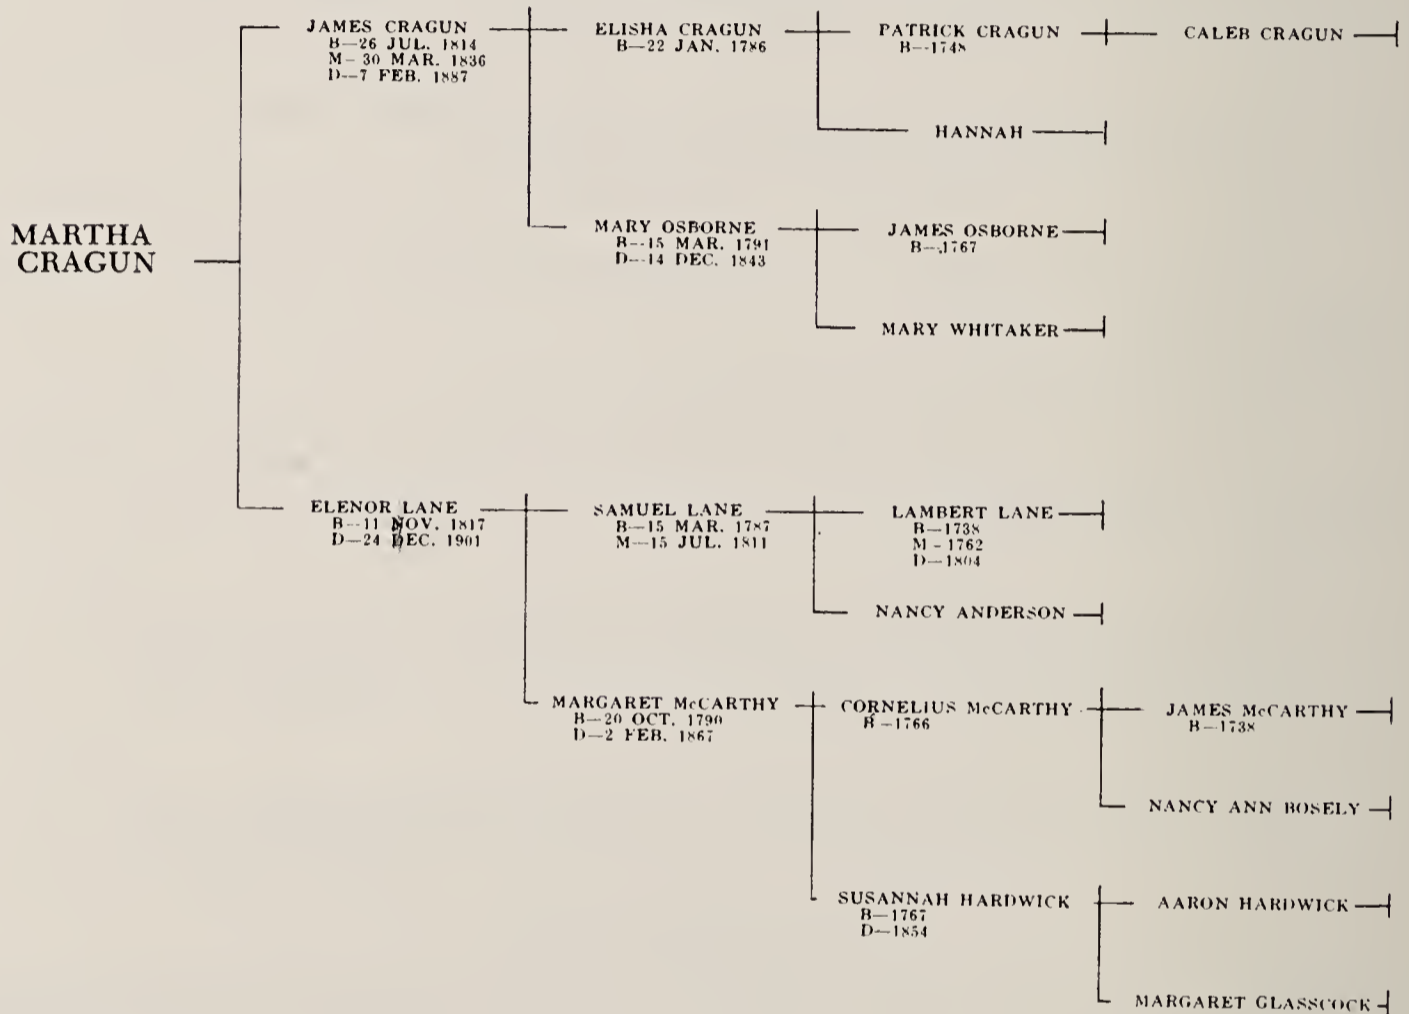 JAMES CRAGUN
B—26 JUL. 1814
M- 30 MAR. 1836
D--7 FEB. 1887
ELISHA CRAGUN
B—22 JAN. 1786
PATRICK CRAGUN
B--1748
CALEB CRAGUN
HANNAH
MARTHA
CRAGUN
MARY OSBORNE
B--15 MAR. 1791
D--14 DEC. 1843
JAMES OSBORNE
B--1767
MARY WHITAKER
ELENOR LANE
B--11 NOV. 1817
D—24 DEC. 1901
SAMUEL LANE
B—15 MAR. 1787
M—15 JUL. 1811
LAMBERT LANE
B—1738
M - 1762
D—1804
NANCY ANDERSON
MARGARET McCARTHY
B—20 OCT. 1790
D—2 FEB. 1867
CORNELIUS McCARTHY
B -1766
JAMES McCARTHY
B—1738
NANCY ANN BOSELY
SUSANNAH HARDWICK
B—1767
D—1854
AARON HARDWICK
MARGARET GLASSCOCK